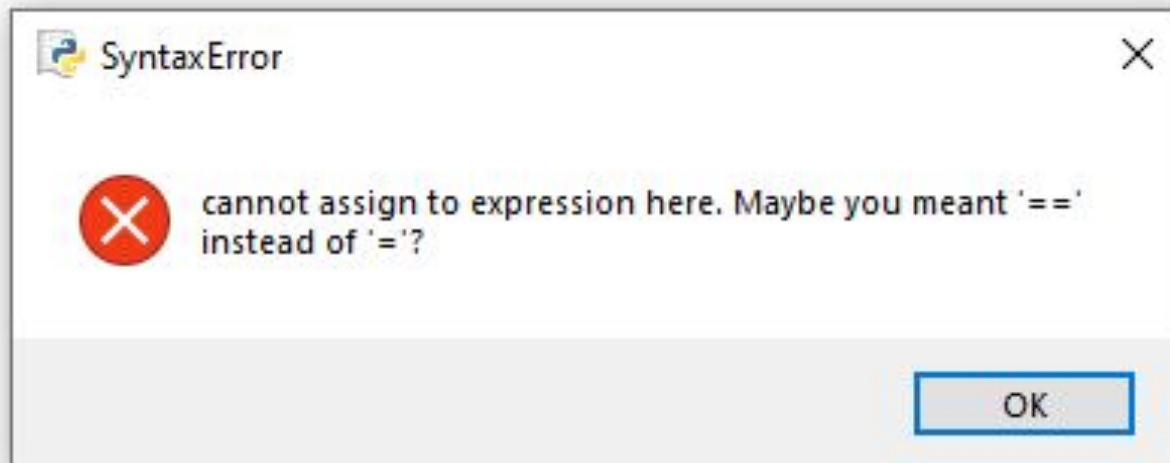 SyntaxError
cannot assign to expression here. Maybe you meant '=='
instead of '='?
OK